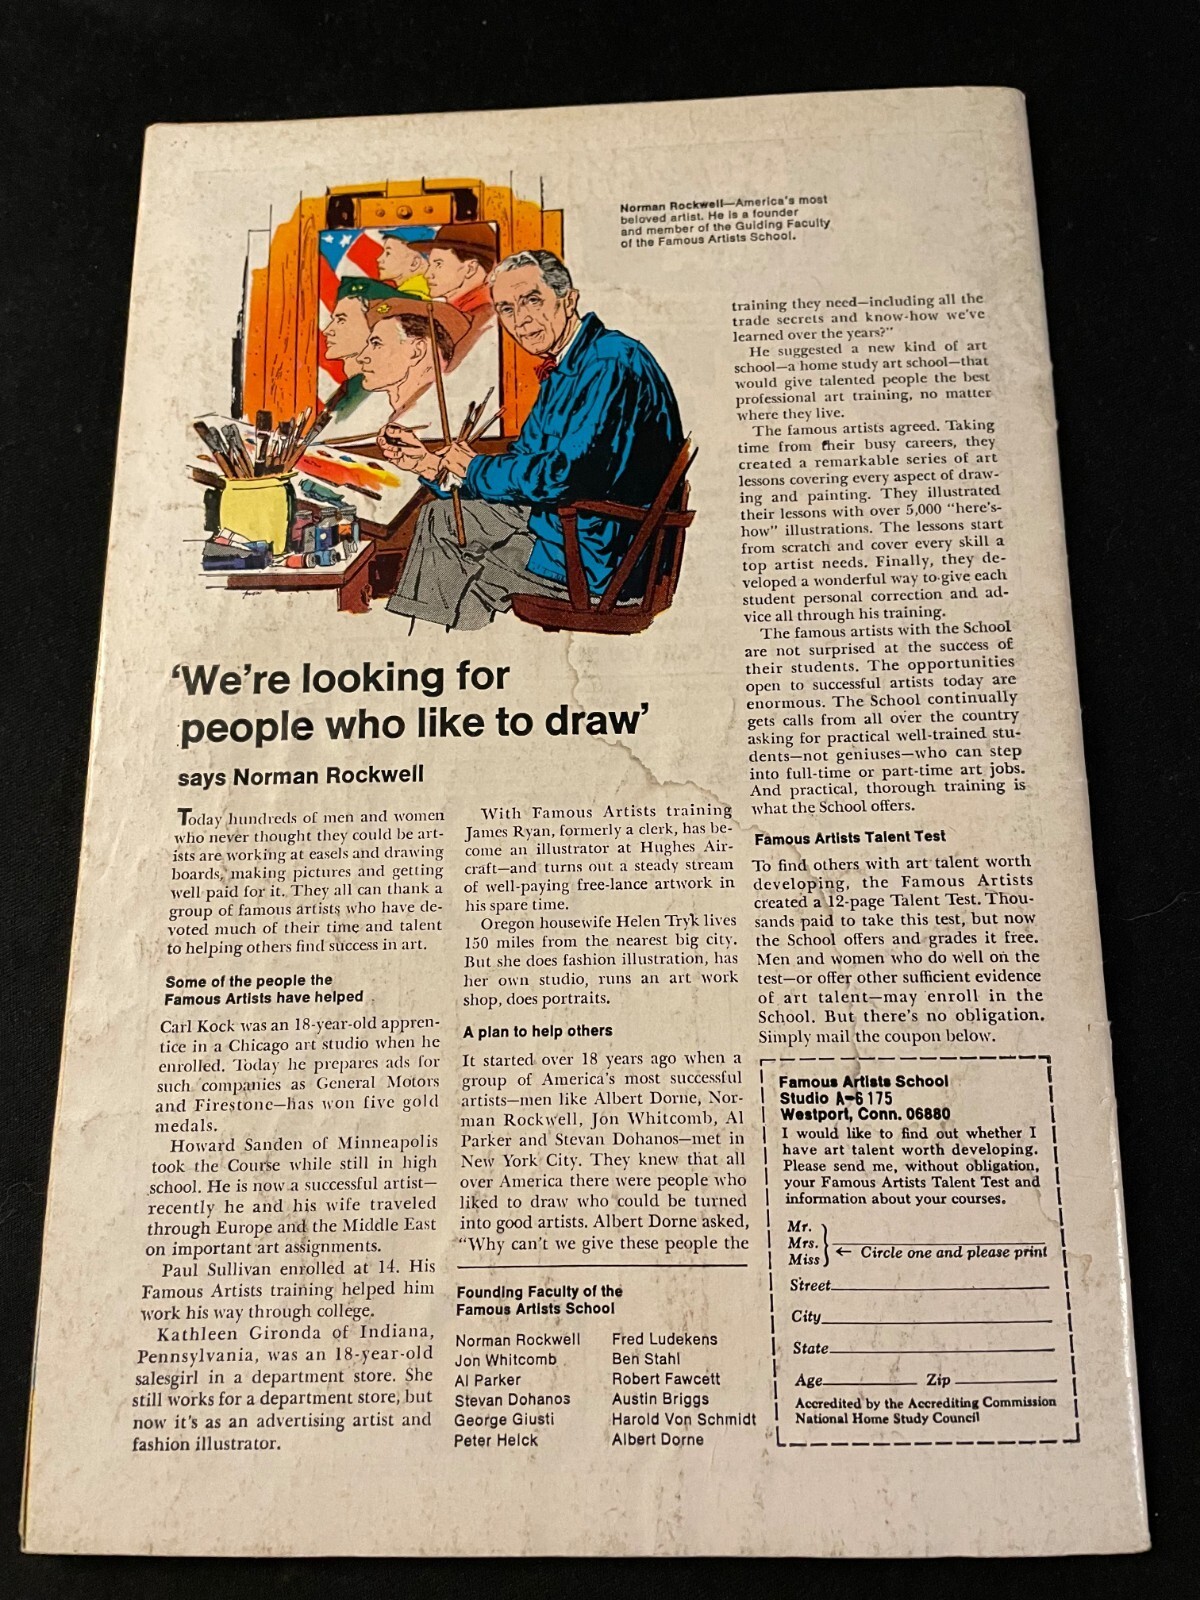 Norman Rockwell—America's most
beloved artist. He is a founder
and member of the Guiding Faculty
of the Famous Artists School.
'We're looking for
people who like to draw'
says Norman Rockwell
Today hundreds of men and women
who never thought they could be art-
ists are working at easels and drawing
boards, making pictures and getting
well paid for it. They all can thank a
group of famous artists who have de-
voted much of their time and talent
to helping others find success in art.
Some of the people the
Famous Artists have helped
Carl Kock was an 18-year-old appren-
tice in a Chicago art studio when he
enrolled. Today he prepares ads for
such companies as General Motors
and Firestone—has won five gold
medals.
Howard Sanden of Minneapolis
took the Course while still in high
school. He is now a successful artist—
recently he and his wife traveled
through Europe and the Middle East
on important art assignments.
Paul Sullivan enrolled at 14. His
Famous Artists training helped him
work his way through college.
Kathleen Gironda of Indiana,
Pennsylvania, was an 18-year-old
salesgirl in a department store. She
still works for a department store, but
now it's as an advertising artist and
fashion illustrator.
With Famous Artists training
James Ryan, formerly a clerk, has be-
come an illustrator at Hughes Air-
craft—and turns out a steady stream
of well-paying free-lance artwork in
his spare time.
Oregon housewife Helen Tryk lives
150 miles from the nearest big city.
But she does fashion illustration, has
her own studio, runs an art work
shop, does portraits.
A plan to help others
It started over 18 years ago when a
group of America's most successful
artists—men like Albert Dorne, Nor-
man Rockwell, Jon Whitcomb, Al
Parker and Stevan Dohanos—met in
New York City. They knew that all
over America there were people who
liked to draw who could be turned
into good artists. Albert Dorne asked,
"Why can't we give these people the
training they need—including all the
trade secrets and know-how we've
learned over the years?"
He suggested a new kind of art
school—a home study art school—that
would give talented people the best
professional art training, no matter
where they live.
The famous artists agreed. Taking
time from their busy careers, they
created a remarkable series of art
lessons covering every aspect of draw-
ing and painting. They illustrated
their lessons with over 5,000 "here's-
how" illustrations. The lessons start
from scratch and cover every skill a
top artist needs. Finally, they de-
veloped a wonderful way to give each
student personal correction and ad-
vice all through his training.
The famous artists with the School
are not surprised at the success of
their students. The opportunities
open to successful artists today are
enormous. The School continually
gets calls from all over the country
asking for practical well-trained stu-
dents—not geniuses—who can step
into full-time or part-time art jobs.
And practical, thorough training is
what the School offers.
Famous Artists Talent Test
To find others with art talent worth
developing, the Famous Artists
created a 12-page Talent Test. Thou-
sands paid to take this test, but now
the School offers and grades it free.
Men and women who do well on the
test—or offer other sufficient evidence
of art talent—may enroll in the
School. But there's no obligation.
Simply mail the coupon below.
Founding Faculty of the
Famous Artists School
Norman Rockwell
Jon Whitcomb
Al Parker
Stevan Dohanos
George Giusti
Peter Helck
Fred Ludekens
Ben Stahl
Robert Fawcett
Austin Briggs
Harold Von Schmidt
Albert Dorne
Famous Artists School
Studio A-6175
Westport, Conn. 06880
I would like to find out whether I
have art talent worth developing.
Please send me, without obligation,
your Famous Artists Talent Test and
information about your courses.
Mr.
Mrs.
Miss
← Circle one and please print
Street
City
State
Age Zip
Accredited by the Accrediting Commission
National Home Study Council